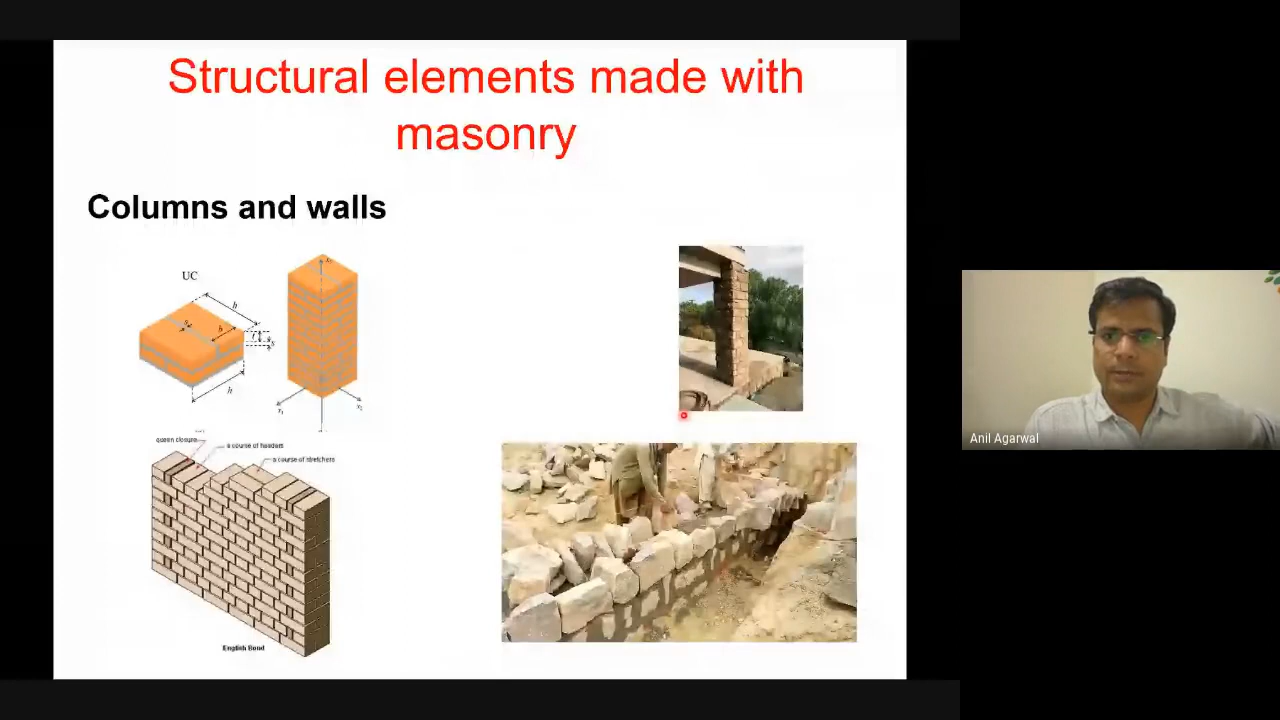 Structural elements made with
masonry
Columns and walls
UC
h
b
h
queen closure
a course of headers
a course of stretchers
English Bond
Anil Agarwal